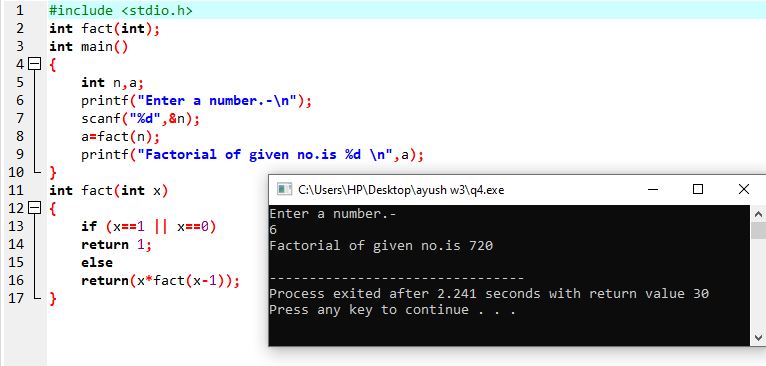 1 #include <stdio.h>
2 int fact(int);
3 int main()
4 {
5 int n,a;
6 printf("Enter a number.-\n");
7 scanf("%d",&n);
8 a=fact(n);
9 printf("Factorial of given no.is %d \n",a);
10 }
11 int fact(int x)
12 {
13 if (x==1 || x==0)
14 return 1;
15 else
16 return(x*fact(x-1));
17 }
C:\Users\HP\Desktop\ayush w3\q4.exe
Enter a number.-
6
Factorial of given no.is 720
--------------------------------
Process exited after 2.241 seconds with return value 30
Press any key to continue . . .